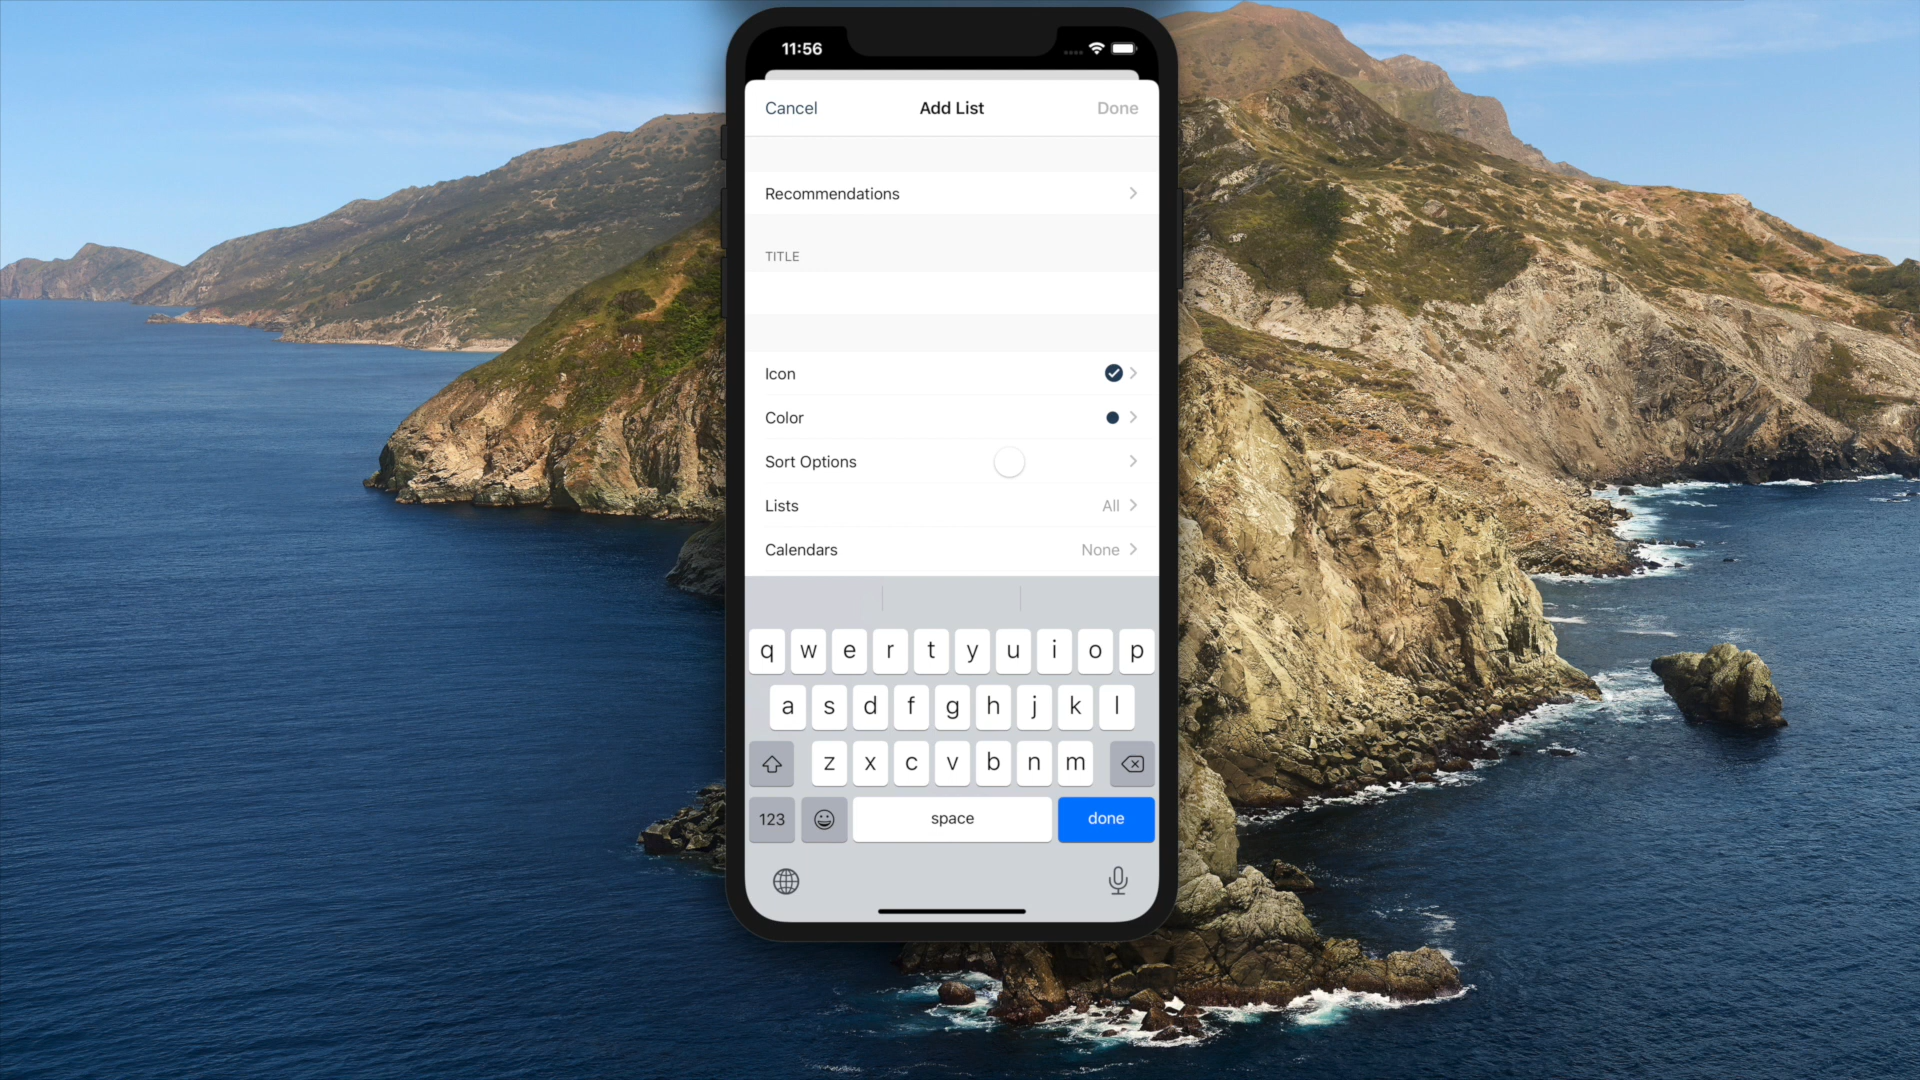 11:56
Cancel Add List Done
Recommendations
TITLE
Icon
Color
Sort Options
Lists All
Calendars None
q w e r t y u i o p
a s d f g h j k l
z x c v b n m
123 space done